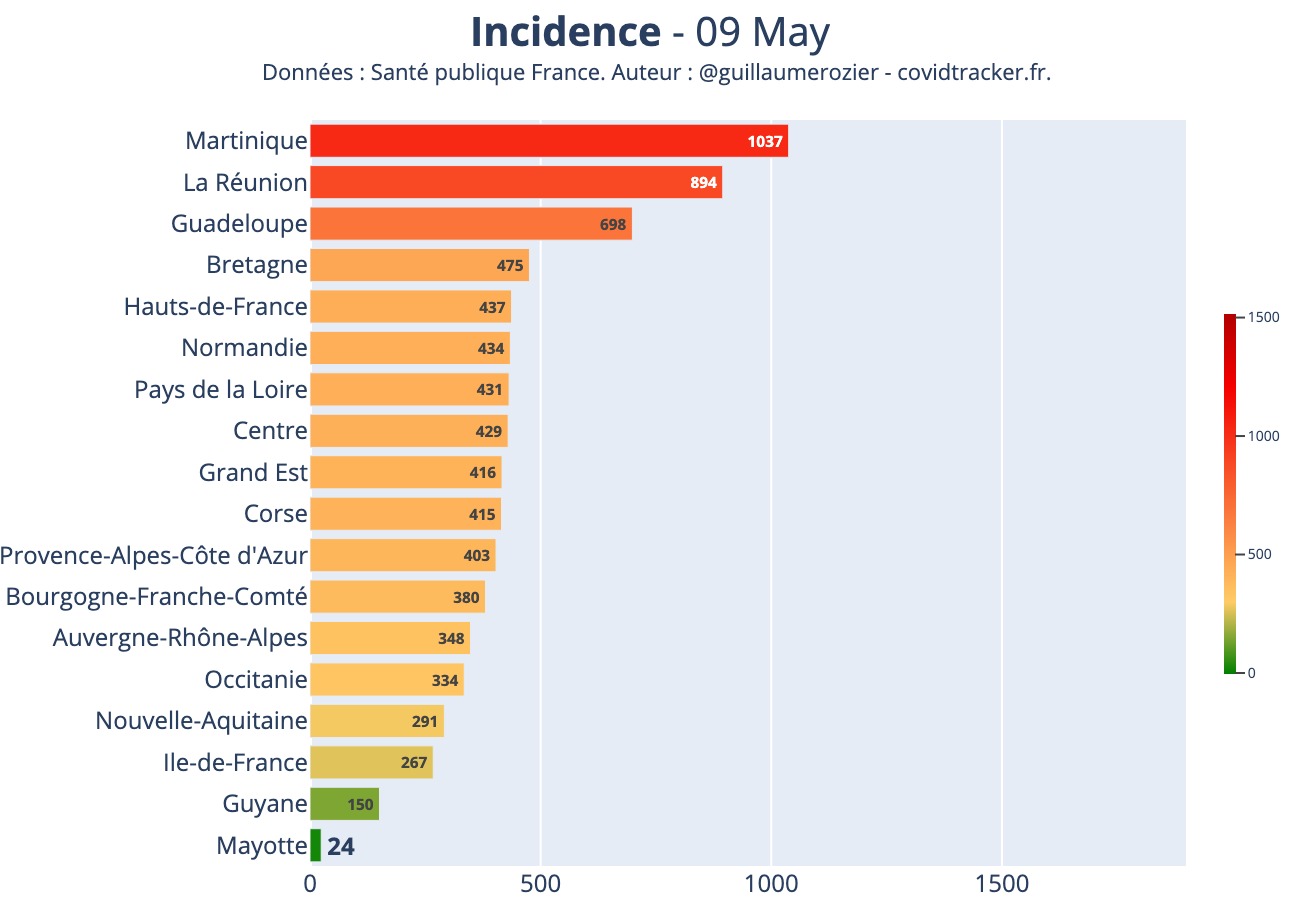 Incidence - 09 May
Données : Santé publique France. Auteur : @guillaumerozier - covidtracker.fr.
Martinique 1037
La Réunion 894
Guadeloupe 698
Bretagne 475
Hauts-de-France 437
Normandie 434
Pays de la Loire 431
Centre 429
Grand Est 416
Corse 415
Provence-Alpes-Côte d'Azur 403
Bourgogne-Franche-Comté 380
Auvergne-Rhône-Alpes 348
Occitanie 334
Nouvelle-Aquitaine 291
Ile-de-France 267
Guyane 150
Mayotte 24
0 500 1000 1500
1500
1000
500
0